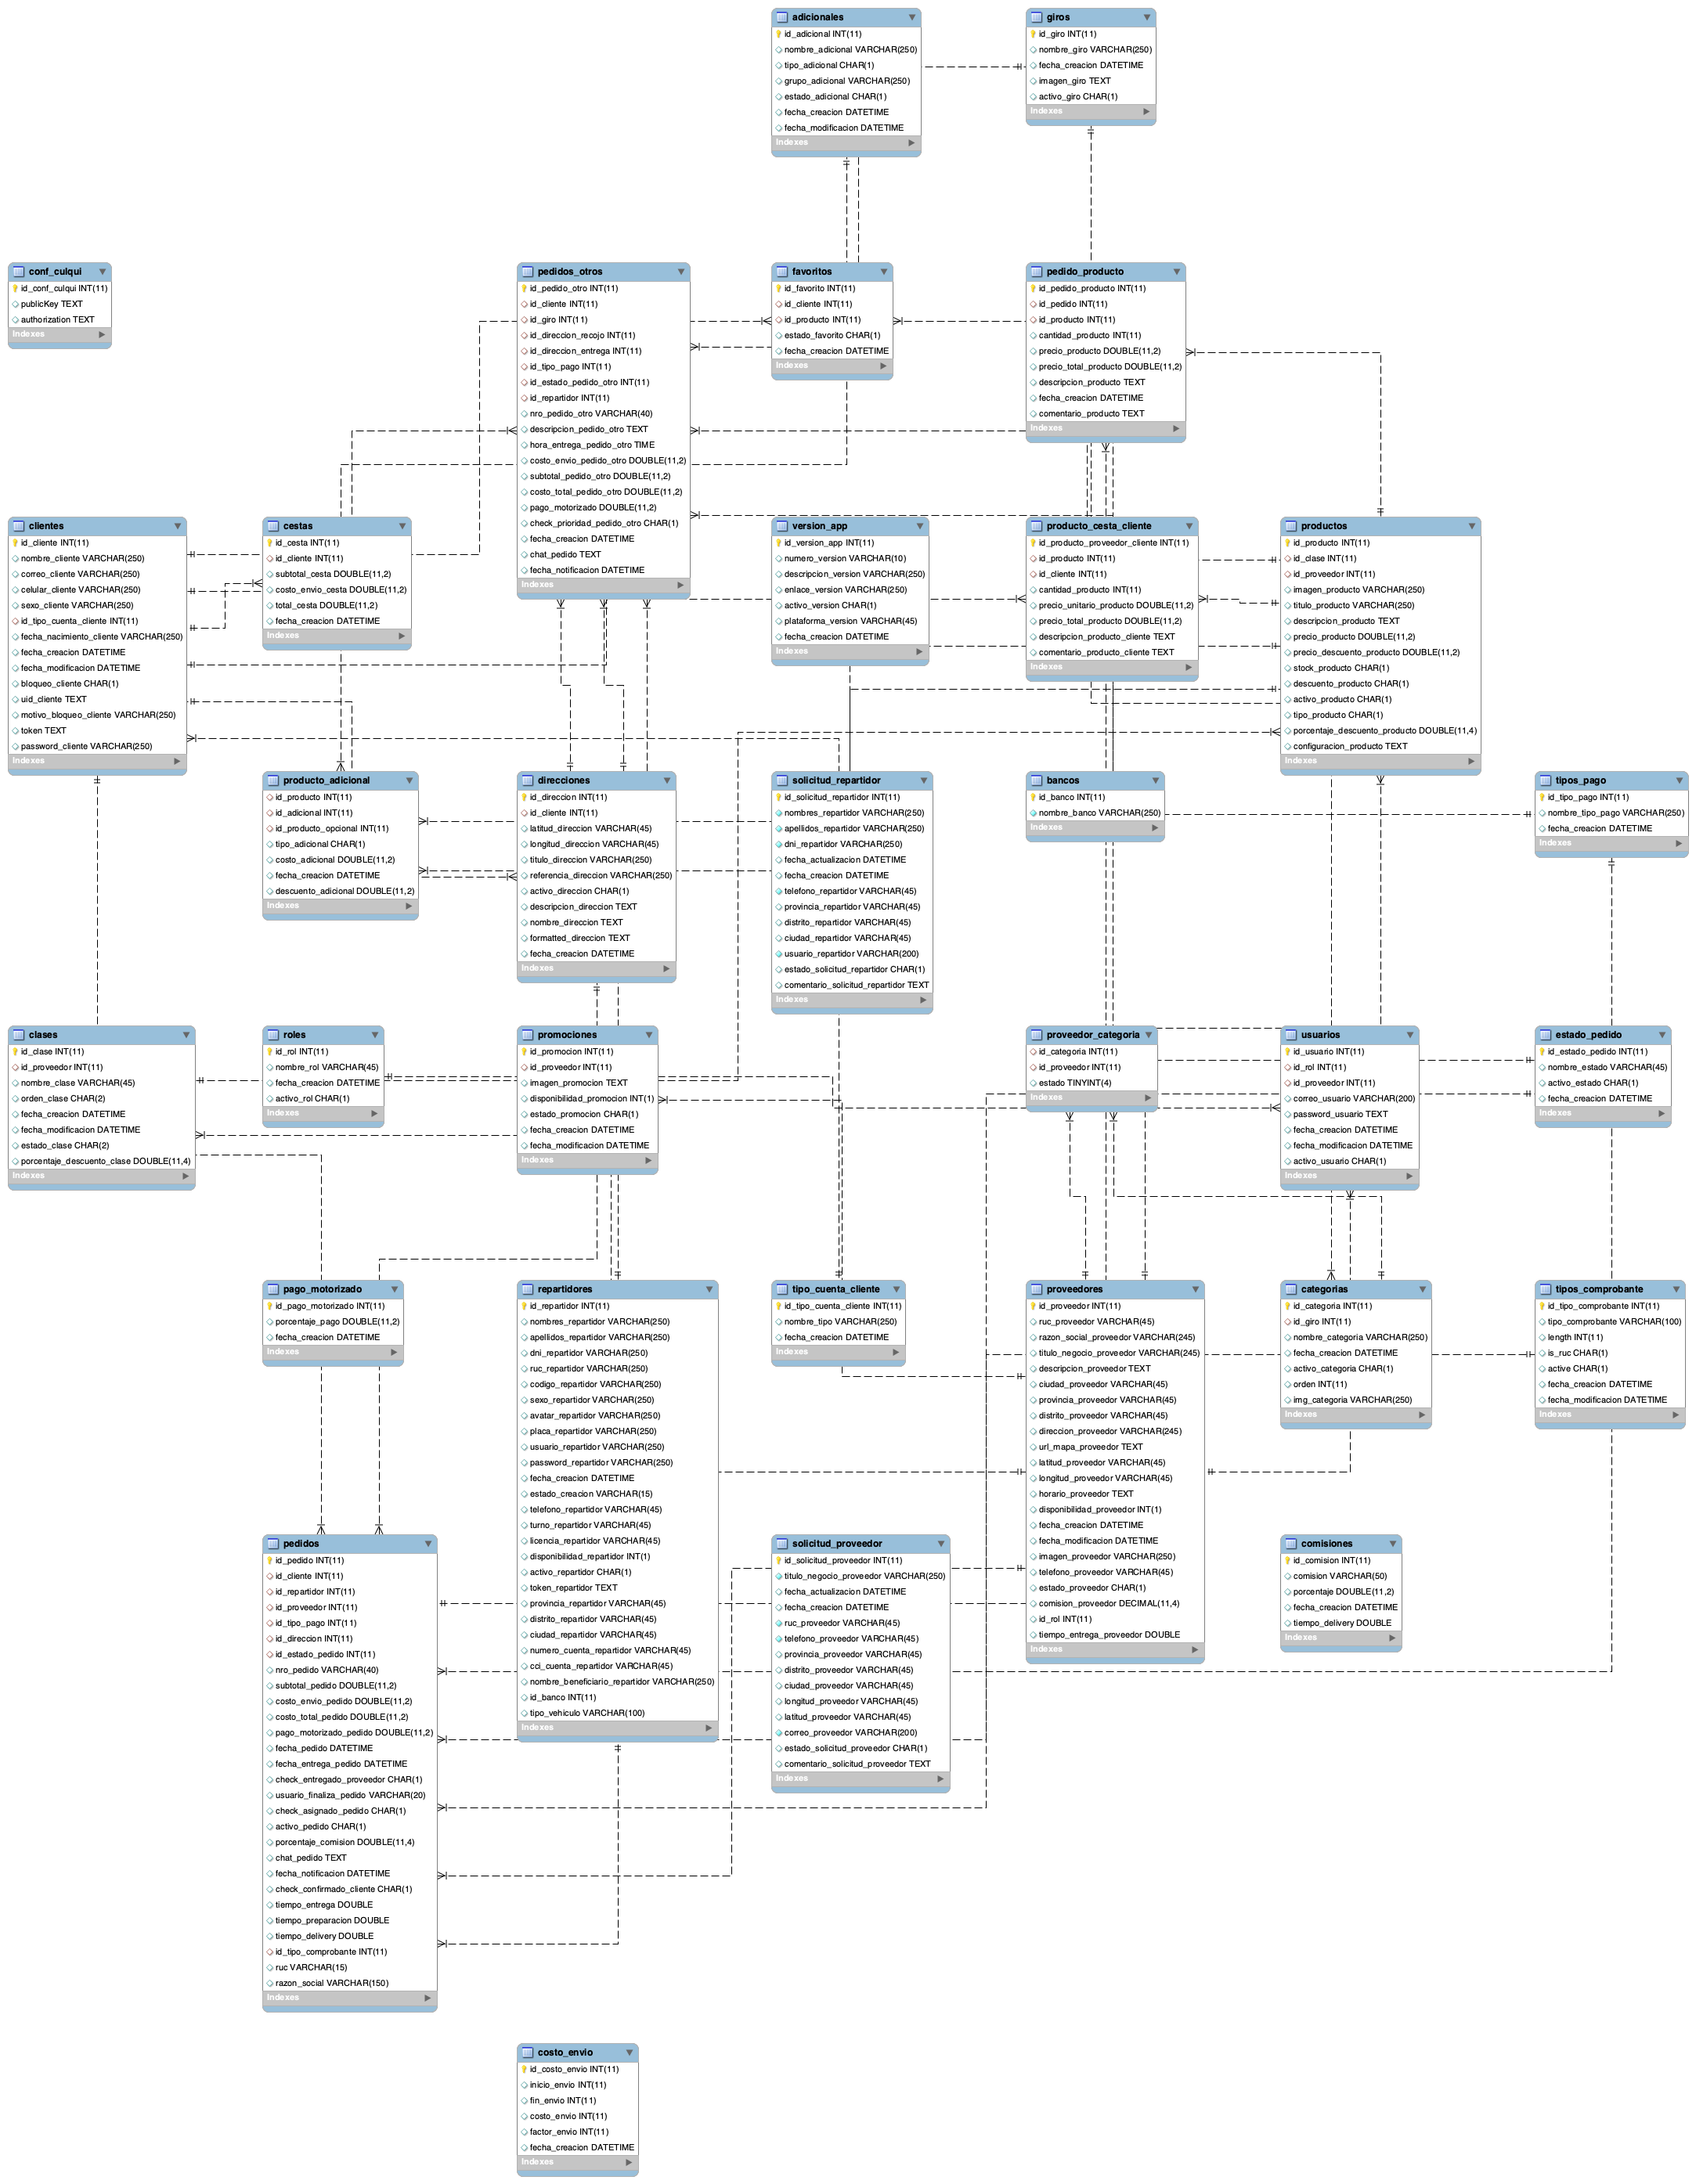 adicionales
id_adicional INT(11)
nombre_adicional VARCHAR(250)
tipo_adicional CHAR(1)
grupo_adicional VARCHAR(250)
estado_adicional CHAR(1)
fecha_creacion DATETIME
fecha_modificacion DATETIME
Indexes
giros
id_giro INT(11)
nombre_giro VARCHAR(250)
fecha_creacion DATETIME
imagen_giro TEXT
activo_giro CHAR(1)
Indexes
conf_culqui
id_conf_culqui INT(11)
publicKey TEXT
authorization TEXT
Indexes
pedidos_otros
id_pedido_otro INT(11)
id_cliente INT(11)
id_giro INT(11)
id_direccion_recojo INT(11)
id_direccion_entrega INT(11)
id_tipo_pago INT(11)
id_estado_pedido_otro INT(11)
id_repartidor INT(11)
nro_pedido_otro VARCHAR(40)
descripcion_pedido_otro TEXT
hora_entrega_pedido_otro TIME
costo_envio_pedido_otro DOUBLE(11,2)
subtotal_pedido_otro DOUBLE(11,2)
costo_total_pedido_otro DOUBLE(11,2)
pago_motorizado DOUBLE(11,2)
check_prioridad_pedido_otro CHAR(1)
fecha_creacion DATETIME
chat_pedido TEXT
fecha_notificacion DATETIME
Indexes
favoritos
id_favorito INT(11)
id_cliente INT(11)
id_producto INT(11)
estado_favorito CHAR(1)
fecha_creacion DATETIME
Indexes
pedido_producto
id_pedido_producto INT(11)
id_pedido INT(11)
id_producto INT(11)
cantidad_producto INT(11)
precio_producto DOUBLE(11,2)
precio_total_producto DOUBLE(11,2)
descripcion_producto TEXT
fecha_creacion DATETIME
comentario_producto TEXT
Indexes
clientes
id_cliente INT(11)
nombre_cliente VARCHAR(250)
correo_cliente VARCHAR(250)
celular_cliente VARCHAR(250)
sexo_cliente VARCHAR(250)
id_tipo_cuenta_cliente INT(11)
fecha_nacimiento_cliente VARCHAR(250)
fecha_creacion DATETIME
fecha_modificacion DATETIME
bloqueo_cliente CHAR(1)
uid_cliente TEXT
motivo_bloqueo_cliente VARCHAR(250)
token TEXT
password_cliente VARCHAR(250)
Indexes
cestas
id_cesta INT(11)
id_cliente INT(11)
subtotal_cesta DOUBLE(11,2)
costo_envio_cesta DOUBLE(11,2)
total_cesta DOUBLE(11,2)
fecha_creacion DATETIME
Indexes
version_app
id_version_app INT(11)
numero_version VARCHAR(10)
descripcion_version VARCHAR(250)
enlace_version VARCHAR(250)
activo_version CHAR(1)
plataforma_version VARCHAR(45)
fecha_creacion DATETIME
Indexes
producto_cesta_cliente
id_producto_proveedor_cliente INT(11)
id_producto INT(11)
id_cliente INT(11)
cantidad_producto INT(11)
precio_unitario_producto DOUBLE(11,2)
precio_total_producto DOUBLE(11,2)
descripcion_producto_cliente TEXT
comentario_producto_cliente TEXT
Indexes
productos
id_producto INT(11)
id_clase INT(11)
id_proveedor INT(11)
imagen_producto VARCHAR(250)
titulo_producto VARCHAR(250)
descripcion_producto TEXT
precio_producto DOUBLE(11,2)
precio_descuento_producto DOUBLE(11,2)
stock_producto CHAR(1)
descuento_producto CHAR(1)
activo_producto CHAR(1)
tipo_producto CHAR(1)
porcentaje_descuento_producto DOUBLE(11,4)
configuracion_producto TEXT
Indexes
producto_adicional
id_producto INT(11)
id_adicional INT(11)
id_producto_opcional INT(11)
tipo_adicional CHAR(1)
costo_adicional DOUBLE(11,2)
fecha_creacion DATETIME
descuento_adicional DOUBLE(11,2)
Indexes
direcciones
id_direccion INT(11)
id_cliente INT(11)
latitud_direccion VARCHAR(45)
longitud_direccion VARCHAR(45)
titulo_direccion VARCHAR(250)
referencia_direccion VARCHAR(250)
activo_direccion CHAR(1)
descripcion_direccion TEXT
nombre_direccion TEXT
formatted_direccion TEXT
fecha_creacion DATETIME
Indexes
solicitud_repartidor
id_solicitud_repartidor INT(11)
nombres_repartidor VARCHAR(250)
apellidos_repartidor VARCHAR(250)
dni_repartidor VARCHAR(250)
fecha_actualizacion DATETIME
fecha_creacion DATETIME
telefono_repartidor VARCHAR(45)
provincia_repartidor VARCHAR(45)
distrito_repartidor VARCHAR(45)
ciudad_repartidor VARCHAR(45)
usuario_repartidor VARCHAR(200)
estado_solicitud_repartidor CHAR(1)
comentario_solicitud_repartidor TEXT
Indexes
bancos
id_banco INT(11)
nombre_banco VARCHAR(250)
Indexes
tipos_pago
id_tipo_pago INT(11)
nombre_tipo_pago VARCHAR(250)
fecha_creacion DATETIME
Indexes
clases
id_clase INT(11)
id_proveedor INT(11)
nombre_clase VARCHAR(45)
orden_clase CHAR(2)
fecha_creacion DATETIME
fecha_modificacion DATETIME
estado_clase CHAR(2)
porcentaje_descuento_clase DOUBLE(11,4)
Indexes
roles
id_rol INT(11)
nombre_rol VARCHAR(45)
fecha_creacion DATETIME
activo_rol CHAR(1)
Indexes
promociones
id_promocion INT(11)
id_proveedor INT(11)
imagen_promocion TEXT
disponibilidad_promocion INT(1)
estado_promocion CHAR(1)
fecha_creacion DATETIME
fecha_modificacion DATETIME
Indexes
proveedor_categoria
id_categoria INT(11)
id_proveedor INT(11)
estado TINYINT(4)
Indexes
usuarios
id_usuario INT(11)
id_rol INT(11)
id_proveedor INT(11)
correo_usuario VARCHAR(200)
password_usuario TEXT
fecha_creacion DATETIME
fecha_modificacion DATETIME
activo_usuario CHAR(1)
Indexes
estado_pedido
id_estado_pedido INT(11)
nombre_estado VARCHAR(45)
activo_estado CHAR(1)
fecha_creacion DATETIME
Indexes
pago_motorizado
id_pago_motorizado INT(11)
porcentaje_pago DOUBLE(11,2)
fecha_creacion DATETIME
Indexes
repartidores
id_repartidor INT(11)
nombres_repartidor VARCHAR(250)
apellidos_repartidor VARCHAR(250)
dni_repartidor VARCHAR(250)
ruc_repartidor VARCHAR(250)
codigo_repartidor VARCHAR(250)
sexo_repartidor VARCHAR(250)
avatar_repartidor VARCHAR(250)
placa_repartidor VARCHAR(250)
usuario_repartidor VARCHAR(250)
password_repartidor VARCHAR(250)
fecha_creacion DATETIME
estado_creacion VARCHAR(15)
telefono_repartidor VARCHAR(45)
turno_repartidor VARCHAR(45)
licencia_repartidor VARCHAR(45)
disponibilidad_repartidor INT(1)
activo_repartidor CHAR(1)
token_repartidor TEXT
provincia_repartidor VARCHAR(45)
distrito_repartidor VARCHAR(45)
ciudad_repartidor VARCHAR(45)
numero_cuenta_repartidor VARCHAR(45)
cci_cuenta_repartidor VARCHAR(45)
nombre_beneficiario_repartidor VARCHAR(250)
id_banco INT(11)
tipo_vehiculo VARCHAR(100)
Indexes
tipo_cuenta_cliente
id_tipo_cuenta_cliente INT(11)
nombre_tipo VARCHAR(250)
fecha_creacion DATETIME
Indexes
proveedores
id_proveedor INT(11)
ruc_proveedor VARCHAR(45)
razon_social_proveedor VARCHAR(245)
titulo_negocio_proveedor VARCHAR(245)
descripcion_proveedor TEXT
ciudad_proveedor VARCHAR(45)
provincia_proveedor VARCHAR(45)
distrito_proveedor VARCHAR(45)
direccion_proveedor VARCHAR(245)
url_mapa_proveedor TEXT
latitud_proveedor VARCHAR(45)
longitud_proveedor VARCHAR(45)
horario_proveedor TEXT
disponibilidad_proveedor INT(1)
fecha_creacion DATETIME
fecha_modificacion DATETIME
imagen_proveedor VARCHAR(250)
telefono_proveedor VARCHAR(45)
estado_proveedor CHAR(1)
comision_proveedor DECIMAL(11,4)
id_rol INT(11)
tiempo_entrega_proveedor DOUBLE
Indexes
categorias
id_categoria INT(11)
id_giro INT(11)
nombre_categoria VARCHAR(250)
fecha_creacion DATETIME
activo_categoria CHAR(1)
orden INT(11)
img_categoria VARCHAR(250)
Indexes
tipos_comprobante
id_tipo_comprobante INT(11)
tipo_comprobante VARCHAR(100)
length INT(11)
is_ruc CHAR(1)
active CHAR(1)
fecha_creacion DATETIME
fecha_modificacion DATETIME
Indexes
pedidos
id_pedido INT(11)
id_cliente INT(11)
id_repartidor INT(11)
id_proveedor INT(11)
id_tipo_pago INT(11)
id_direccion INT(11)
id_estado_pedido INT(11)
nro_pedido VARCHAR(40)
subtotal_pedido DOUBLE(11,2)
costo_envio_pedido DOUBLE(11,2)
costo_total_pedido DOUBLE(11,2)
pago_motorizado_pedido DOUBLE(11,2)
fecha_pedido DATETIME
fecha_entrega_pedido DATETIME
check_entregado_proveedor CHAR(1)
usuario_finaliza_pedido VARCHAR(20)
check_asignado_pedido CHAR(1)
activo_pedido CHAR(1)
porcentaje_comision DOUBLE(11,4)
chat_pedido TEXT
fecha_notificacion DATETIME
check_confirmado_cliente CHAR(1)
tiempo_entrega DOUBLE
tiempo_preparacion DOUBLE
tiempo_delivery DOUBLE
id_tipo_comprobante INT(11)
ruc VARCHAR(15)
razon_social VARCHAR(150)
Indexes
solicitud_proveedor
id_solicitud_proveedor INT(11)
titulo_negocio_proveedor VARCHAR(250)
fecha_actualizacion DATETIME
fecha_creacion DATETIME
ruc_proveedor VARCHAR(45)
telefono_proveedor VARCHAR(45)
provincia_proveedor VARCHAR(45)
distrito_proveedor VARCHAR(45)
ciudad_proveedor VARCHAR(45)
longitud_proveedor VARCHAR(45)
latitud_proveedor VARCHAR(45)
correo_proveedor VARCHAR(200)
estado_solicitud_proveedor CHAR(1)
comentario_solicitud_proveedor TEXT
Indexes
comisiones
id_comision INT(11)
comision VARCHAR(50)
porcentaje DOUBLE(11,2)
fecha_creacion DATETIME
tiempo_delivery DOUBLE
Indexes
costo_envio
id_costo_envio INT(11)
inicio_envio INT(11)
fin_envio INT(11)
costo_envio INT(11)
factor_envio INT(11)
fecha_creacion DATETIME
Indexes